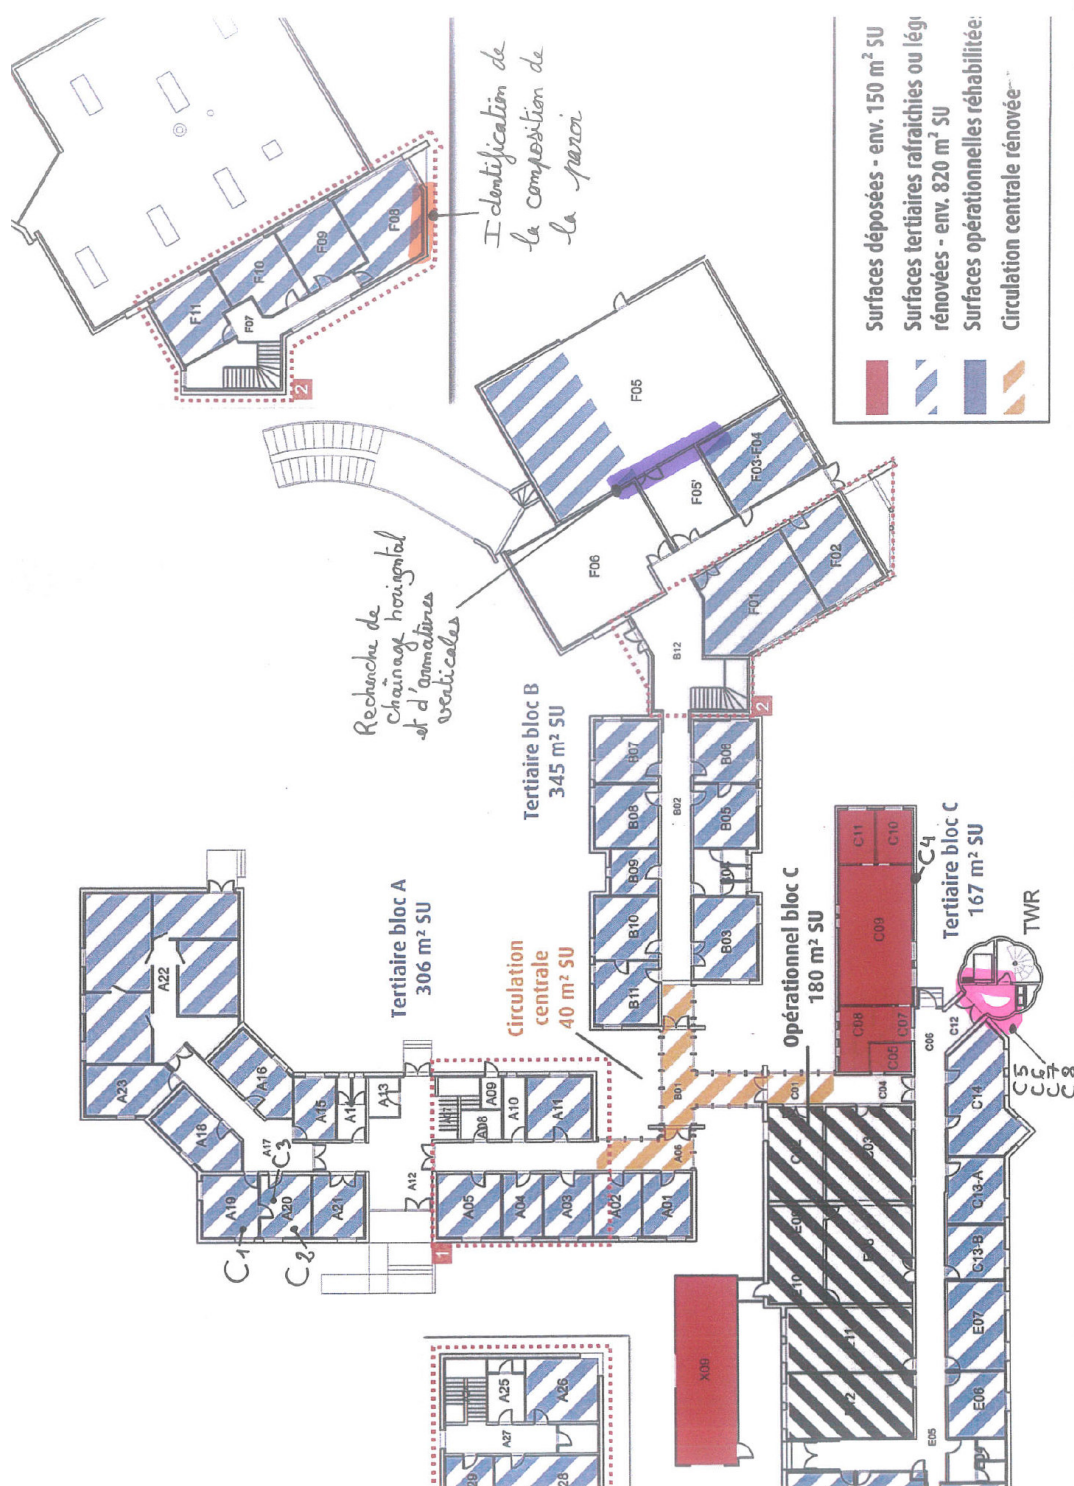 Surfaces déposées - env. 150 m² SU
Surfaces tertiaires rafraichies ou lég
rénovées - env. 820 m² SU
Surfaces opérationnelles réhabilitées
Circulation centrale rénovée
Identification de
la composition de
la paroi
F11
F10
F09
F08
F07
2
Recherche de
chaînage horizontal
et d'armatures
verticales
F05
F05'
F03-F04
F06
F01
F02
B12
2
Tertiaire bloc B
345 m² SU
B07
B08
B09
B10
B11
B02
B06
B05
B04
B03
Tertiaire bloc A
306 m² SU
A22
A23
A16
A18
A15
A13
A17
A19
A20
A21
C1
C2
C3
A12
A09
A08
A10
A11
A05
A04
A03
A02
A01
A06
1
Circulation
centrale
40 m² SU
B01
C01
Opérationnel bloc C
180 m² SU
C11
C10
C09
C08
C07
C05
C4
C04
C06
C12
Tertiaire bloc C
167 m² SU
TWR
C5
C6
C7
C8
C14
C13-A
C13-B
C03
E09
E10
E07
E06
E05
X09
A25
A26
A27
28
29